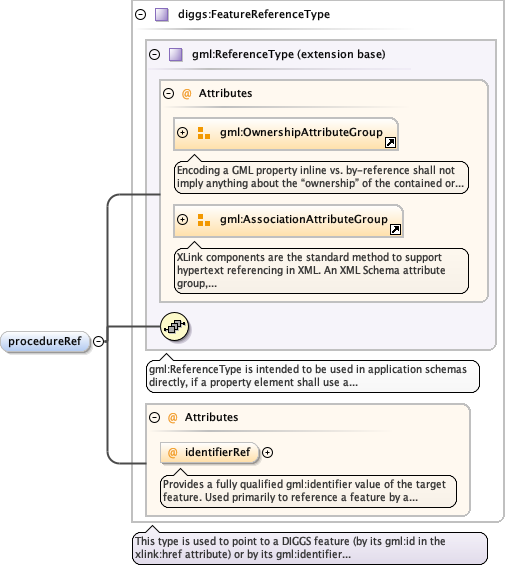 diggs:FeatureReferenceType
gml:ReferenceType (extension base)
@ Attributes
gml:OwnershipAttributeGroup
Encoding a GML property inline vs. by-reference shall not
imply anything about the “ownership” of the contained or...
gml:AssociationAttributeGroup
XLink components are the standard method to support
hypertext referencing in XML. An XML Schema attribute
group,...
procedureRef
gml:ReferenceType is intended to be used in application schemas
directly, if a property element shall use a...
@ Attributes
@ identifierRef
Provides a fully qualified gml:identifier value of the target
feature. Used primarily to reference a feature by a...
This type is used to point to a DIGGS feature (by its gml:id in the
xlink:href attribute) or by its gml:identifier...